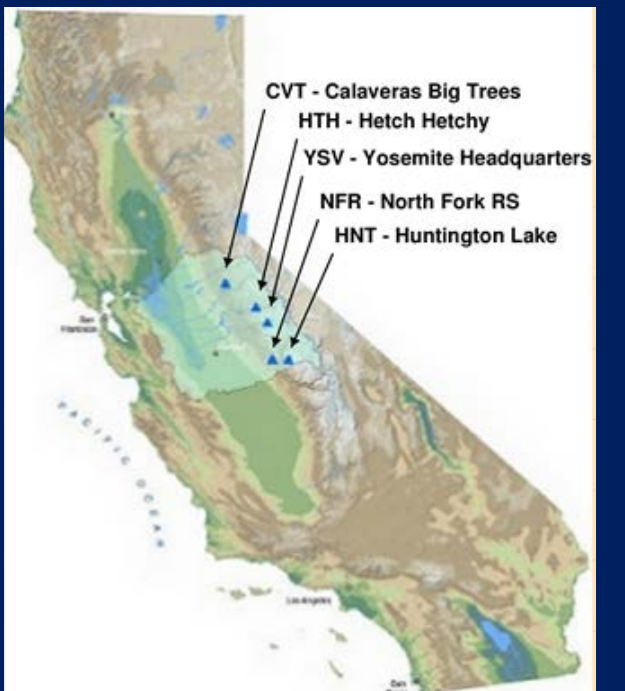 CVT - Calaveras Big Trees
HTH - Hetch Hetchy
YSV - Yosemite Headquarters
NFR - North Fork RS
HNT - Huntington Lake
San
Francisco
PACIFIC OCEAN
Los Angeles
San